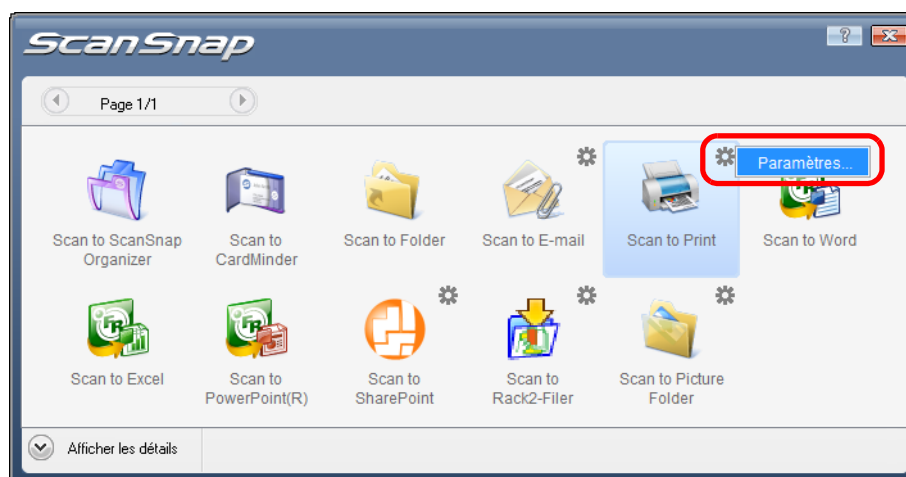 ScanSnap
Page 1/1
Paramètres...
Scan to ScanSnap
Organizer
Scan to
CardMinder
Scan to Folder
Scan to E-mail
Scan to Print
Scan to Word
Scan to Excel
Scan to
PowerPoint(R)
Scan to
SharePoint
Scan to
Rack2-Filer
Scan to Picture
Folder
Afficher les détails